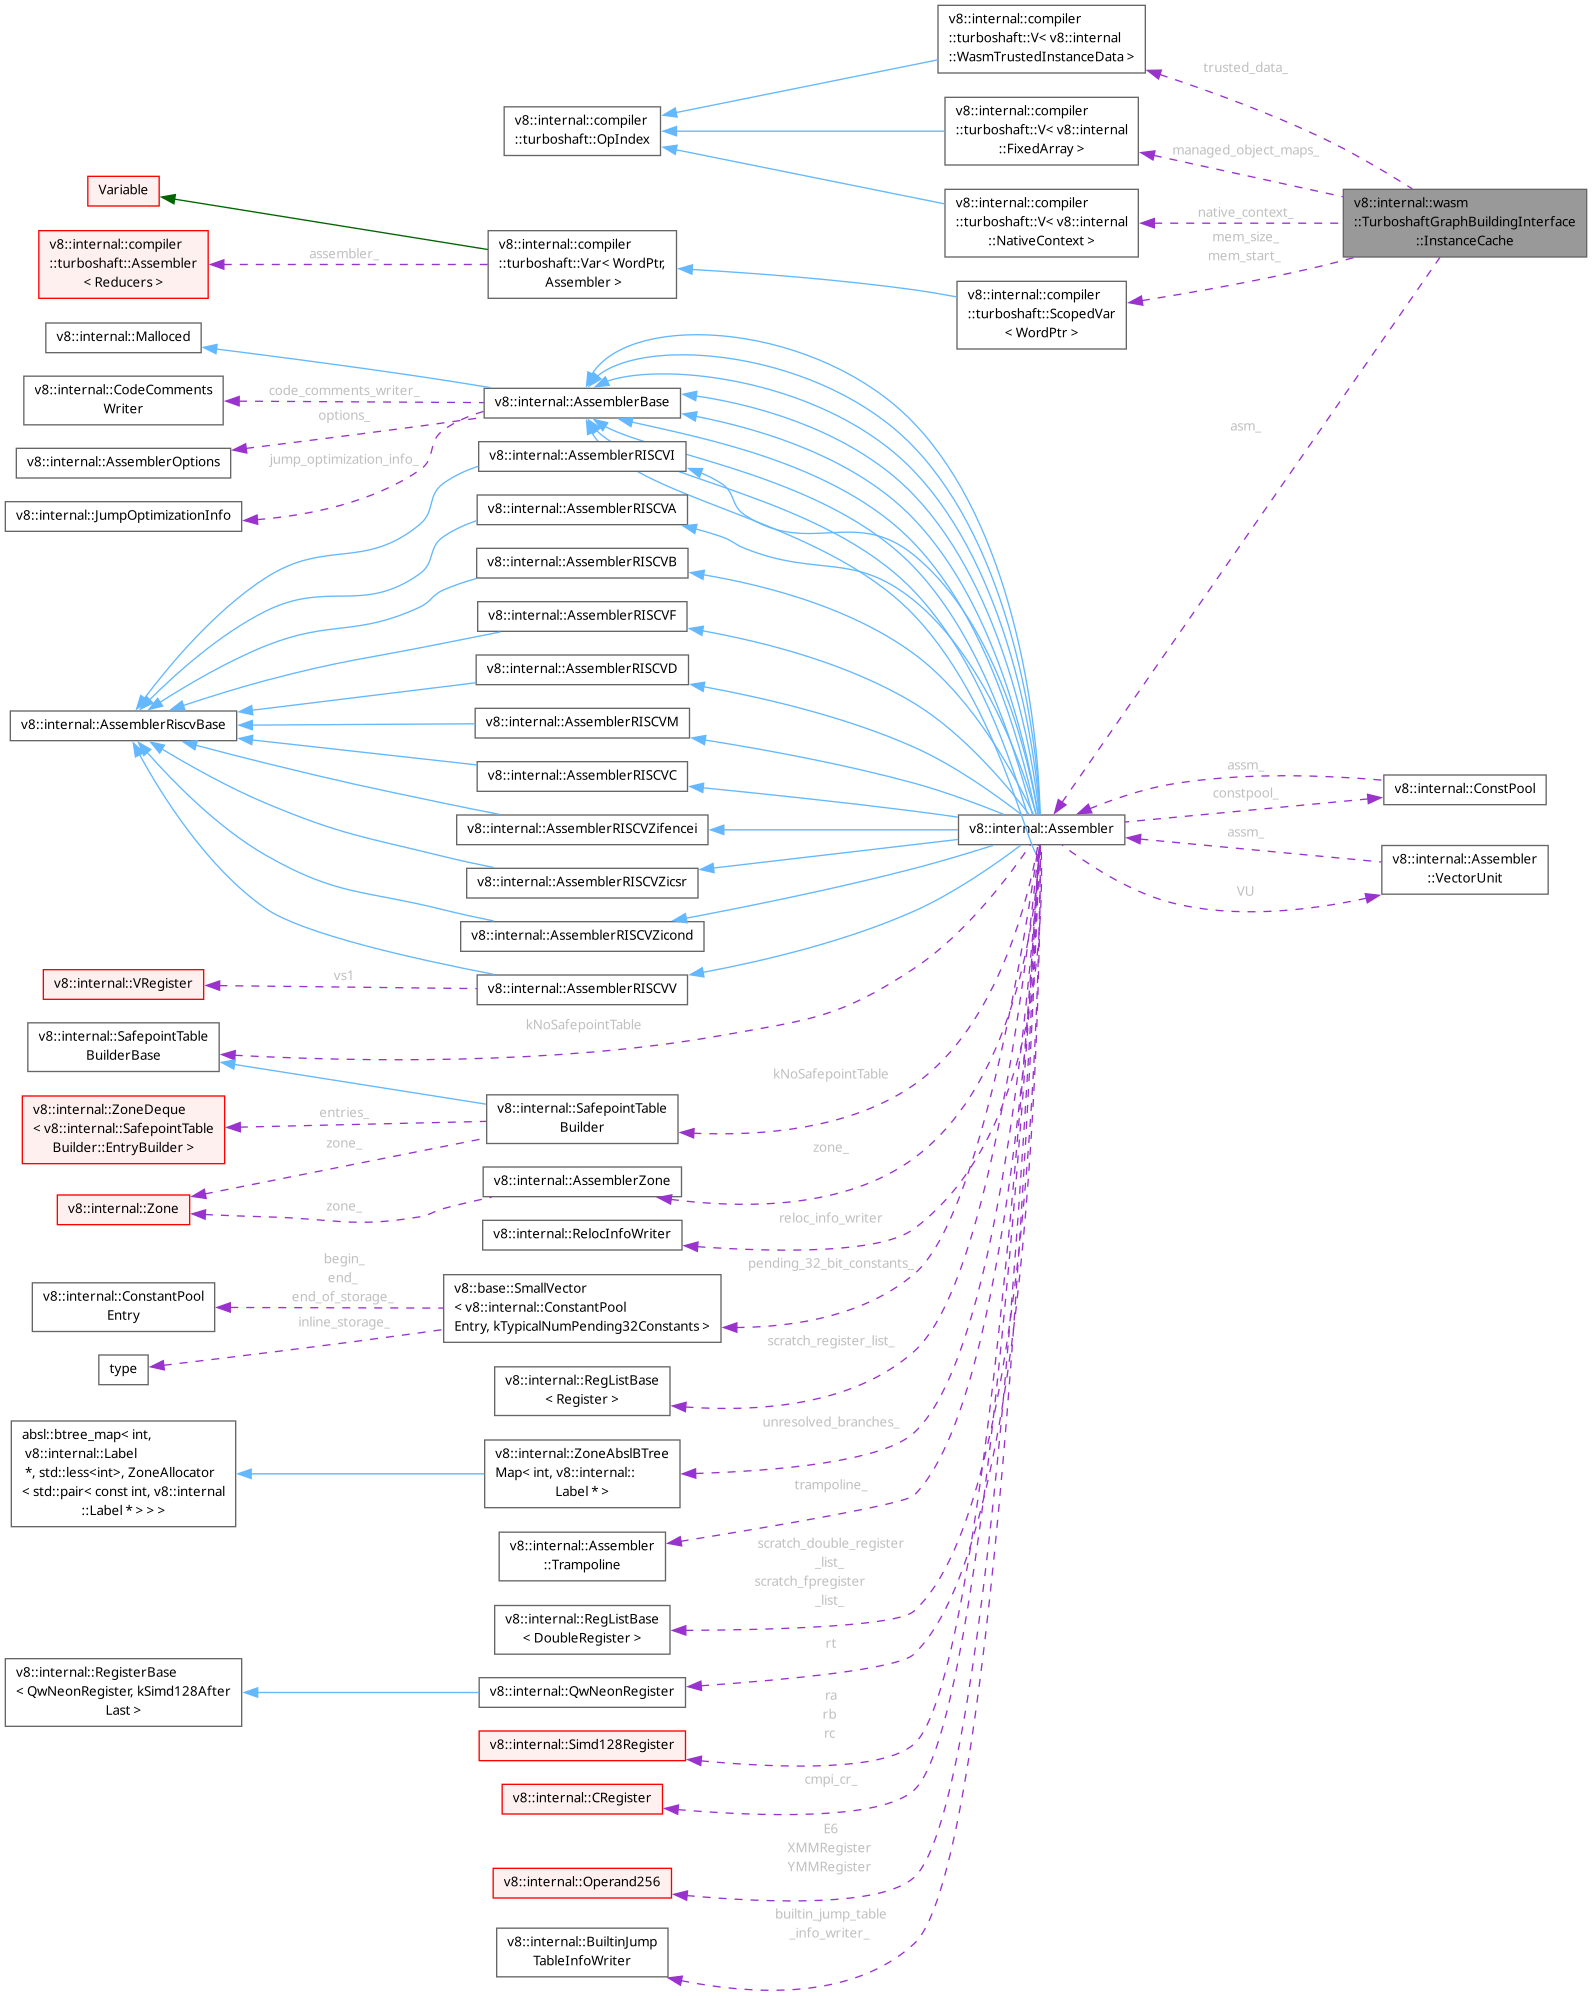 v8::internal::compiler
::turboshaft::V< v8::internal
::WasmTrustedInstanceData >
trusted_data_
v8::internal::compiler
::turboshaft::OpIndex
v8::internal::compiler
::turboshaft::V< v8::internal
::FixedArray >
managed_object_maps_
Variable
v8::internal::compiler
::turboshaft::V< v8::internal
::NativeContext >
native_context_
mem_size_
mem_start_
v8::internal::wasm
::TurboshaftGraphBuildingInterface
::InstanceCache
v8::internal::compiler
::turboshaft::Assembler
< Reducers >
assembler_
v8::internal::compiler
::turboshaft::Var< WordPtr,
Assembler >
v8::internal::compiler
::turboshaft::ScopedVar
< WordPtr >
v8::internal::Malloced
v8::internal::CodeComments
Writer
code_comments_writer_
options_
jump_optimization_info_
v8::internal::AssemblerBase
asm_
v8::internal::AssemblerOptions
v8::internal::AssemblerRISCVI
v8::internal::JumpOptimizationInfo
v8::internal::AssemblerRISCVA
v8::internal::AssemblerRISCVB
v8::internal::AssemblerRISCVF
v8::internal::AssemblerRISCVD
v8::internal::AssemblerRiscvBase
v8::internal::AssemblerRISCVM
v8::internal::AssemblerRISCVC
v8::internal::AssemblerRISCVZifencei
v8::internal::Assembler
assm_
constpool_
assm_
VU
v8::internal::ConstPool
v8::internal::Assembler
::VectorUnit
v8::internal::AssemblerRISCVZicsr
v8::internal::AssemblerRISCVZicond
v8::internal::VRegister
vs1
v8::internal::AssemblerRISCVV
v8::internal::SafepointTable
BuilderBase
kNoSafepointTable
kNoSafepointTable
v8::internal::ZoneDeque
< v8::internal::SafepointTable
Builder::EntryBuilder >
entries_
zone_
v8::internal::SafepointTable
Builder
zone_
v8::internal::Zone
zone_
v8::internal::AssemblerZone
reloc_info_writer
v8::internal::RelocInfoWriter
pending_32_bit_constants_
v8::internal::ConstantPool
Entry
begin_
end_
end_of_storage_
inline_storage_
v8::base::SmallVector
< v8::internal::ConstantPool
Entry, kTypicalNumPending32Constants >
type
scratch_register_list_
v8::internal::RegListBase
< Register >
absl::btree_map< int,
v8::internal::Label
*, std::less<int>, ZoneAllocator
< std::pair< const int, v8::internal
::Label * > > >
unresolved_branches_
v8::internal::ZoneAbslBTree
Map< int, v8::internal::
Label * >
trampoline_
v8::internal::Assembler
::Trampoline
scratch_double_register
_list_
scratch_fpregister
_list_
v8::internal::RegListBase
< DoubleRegister >
rt
v8::internal::RegisterBase
< QwNeonRegister, kSimd128After
Last >
v8::internal::QwNeonRegister
ra
rb
rc
v8::internal::Simd128Register
cmpi_cr_
v8::internal::CRegister
E6
XMMRegister
YMMRegister
v8::internal::Operand256
builtin_jump_table
_info_writer_
v8::internal::BuiltinJump
TableInfoWriter